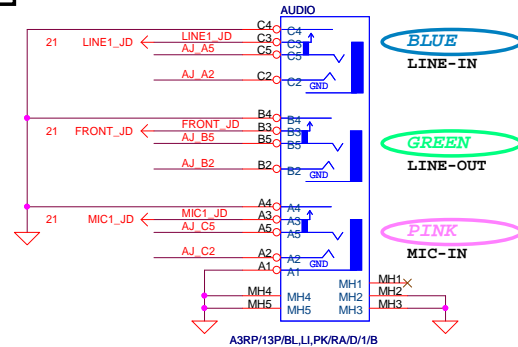 AUDIO
C4 C4
21 LINE1_JD LINE1_JD C3 C3
AJ_A5 C5 C5
AJ_A2 C2 C2
GND
BLUE
LINE-IN
B4 B4
21 FRONT_JD FRONT_JD B3 B3
AJ_B5 B5 B5
AJ_B2 B2 B2
GND
GREEN
LINE-OUT
A4 A4
21 MIC1_JD MIC1_JD A3 A3
AJ_C5 A5 A5
AJ_C2 A2 A2
GND
A1 A1
PINK
MIC-IN
MH1 MH1
MH4 MH4 MH2 MH2
MH5 MH5 MH3 MH3
A3RP/13P/BL,LI,PK/RA/D/1/B